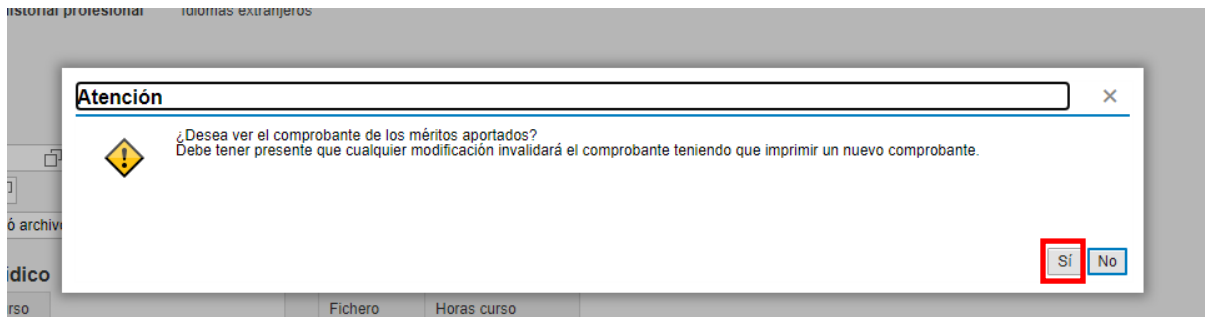 historial profesional Idiomas extranjeros
Atención
¿Desea ver el comprobante de los méritos aportados?
Debe tener presente que cualquier modificación invalidará el comprobante teniendo que imprimir un nuevo comprobante.
ó archivo
Sí No
ídico
rso Fichero Horas curso